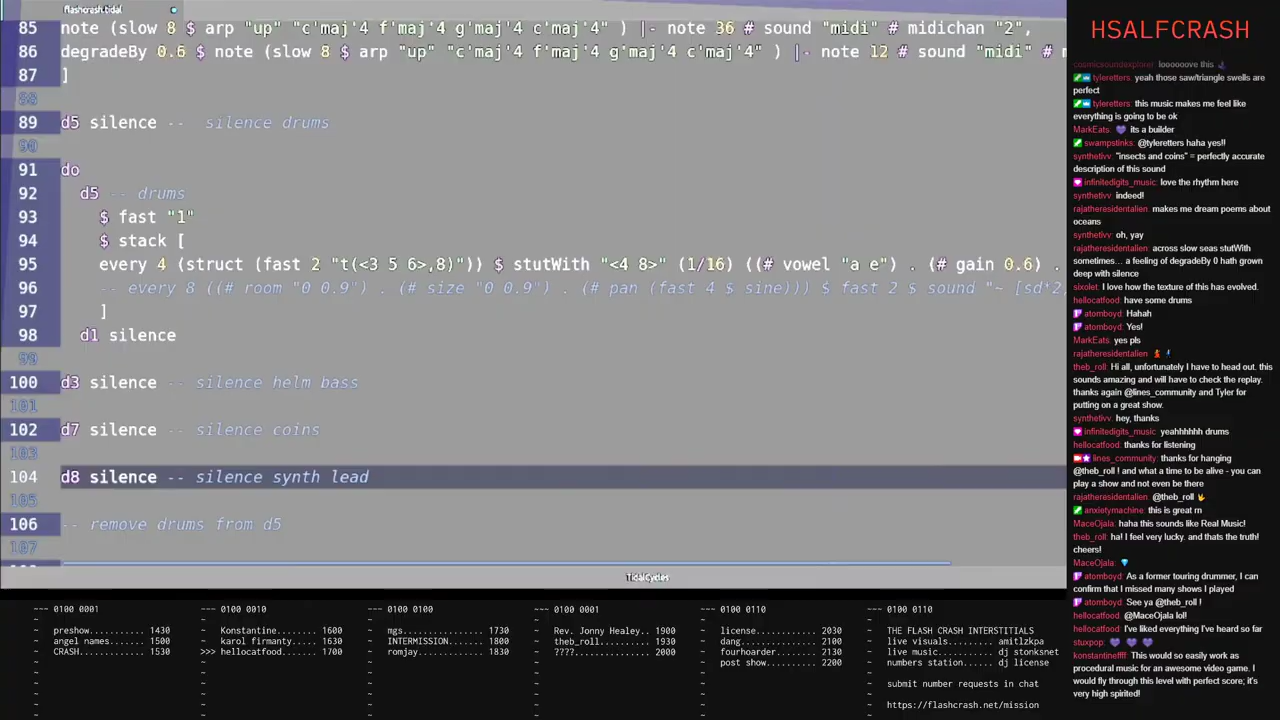 flashcrash.tidal
85 note (slow 8 $ arp "up" "c'maj'4 f'maj'4 g'maj'4 c'maj'4" ) |- note 36 # sound "midi" # midichan "2",
86 degradeBy 0.6 $ note (slow 8 $ arp "up" "c'maj'4 f'maj'4 g'maj'4 c'maj'4" ) |- note 12 # sound "midi" # m
87 ]
88
89 d5 silence --  silence drums
90
91 do
92   d5 -- drums
93     $ fast "1"
94     $ stack [
95     every 4 (struct (fast 2 "t(<3 5 6>,8)")) $ stutWith "<4 8>" (1/16) ((# vowel "a e") . (# gain 0.6) .
96     -- every 8 ((# room "0 0.9") . (# size "0 0.9") . (# pan (fast 4 $ sine))) $ fast 2 $ sound "~ [sd*2,
97     ]
98   d1 silence
99
100 d3 silence -- silence helm bass
101
102 d7 silence -- silence coins
103
104 d8 silence -- silence synth lead
105
106 -- remove drums from d5
107
TidalCycles
HSALFCRASH
cosmicsoundexplorer: loooooove this
tyleretters: yeah those saw/triangle swells are
perfect
tyleretters: this music makes me feel like
everything is going to be ok
MarkEats: 💜 its a builder
swampstinks: @tyleretters haha yes!!
synthetivv: "insects and coins" = perfectly accurate
description of this sound
infinitedigits_music: love the rhythm here
synthetivv: indeed!
rajatheresidentalien: makes me dream poems about
oceans
synthetivv: oh, yay
rajatheresidentalien: across slow seas stutWith
sometimes... a feeling of degradeBy 0 hath grown
deep with silence
sixolet: I love how the texture of this has evolved.
hellocatfood: have some drums
atomboyd: Hahah
atomboyd: Yes!
MarkEats: yes pls
rajatheresidentalien
theb_roll: Hi all, unfortunately I have to head out. this
sounds amazing and will have to check the replay.
thanks again @lines_community and Tyler for
putting on a great show.
synthetivv: hey, thanks
infinitedigits_music: yeahhhhhh drums
hellocatfood: thanks for listening
lines_community: thanks for hanging
@theb_roll ! and what a time to be alive - you can
play a show and not even be there
rajatheresidentalien: @theb_roll
anxietymachine: this is great rn
MaceOjala: haha this sounds like Real Music!
theb_roll: ha! I feel very lucky. and thats the truth!
cheers!
MaceOjala: 💎
atomboyd: As a former touring drummer, I can
confirm that I missed many shows I played
atomboyd: See ya @theb_roll !
hellocatfood: @MaceOjala lol!
hellocatfood: I've liked everything I've heard so far
stuxpop: 💜 💜 💜
konstantineffff: This would so easily work as
procedural music for an awesome video game. I
would fly through this level with perfect score; it's
very high spirited!
~-- 0100 0001
preshow........... 1430
angel names....... 1500
CRASH............. 1530
--- 0100 0010
Konstantine........ 1600
karol firmanty..... 1630
>>> hellocatfood....... 1700
--- 0100 0100
mgs................ 1730
INTERMISSION....... 1800
romjay............. 1830
~~~ 0100 0001
Rev. Jonny Healey.. 1900
theb_roll.......... 1930
????............... 2000
--- 0100 0110
license............ 2030
dang............... 2100
fourhoarder........ 2130
post show.......... 2200
--- 0100 0110
THE FLASH CRASH INTERSTITIALS
live visuals...... amit1zkpa
live music........ dj stonksnet
numbers station... dj license
submit number requests in chat
https://flashcrash.net/mission